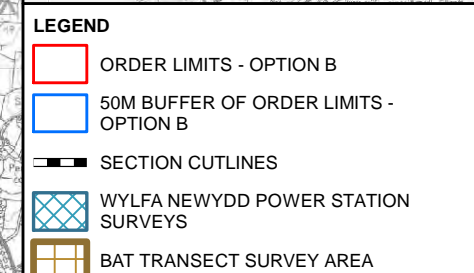 LEGEND
ORDER LIMITS - OPTION B
50M BUFFER OF ORDER LIMITS -
OPTION B
SECTION CUTLINES
WYLFA NEWYDD POWER STATION
SURVEYS
BAT TRANSECT SURVEY AREA